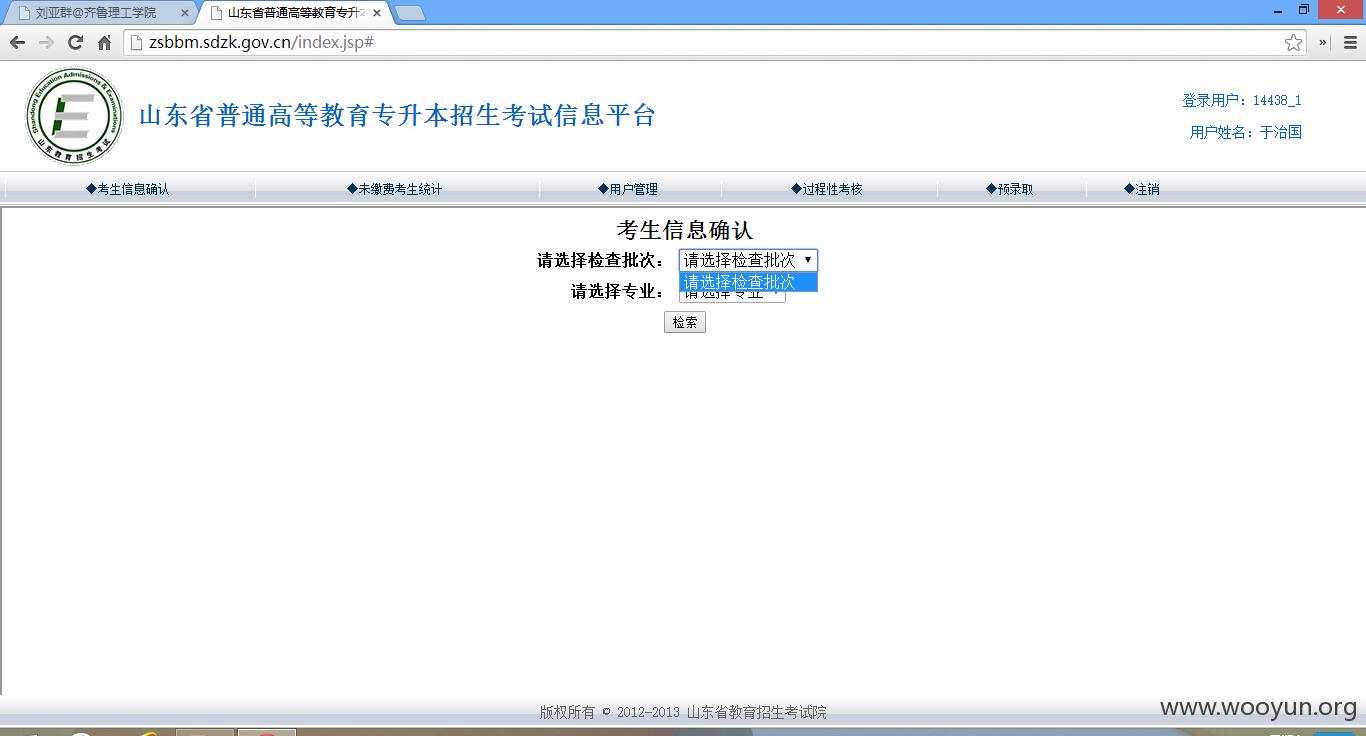 刘亚群@齐鲁理工学院
山东省普通高等教育专升
zsbbm.sdzk.gov.cn/index.jsp#
Shandong Education Admissions & Examinations
山东教育招生考试
山东省普通高等教育专升本招生考试信息平台
登录用户：14438_1
用户姓名：于治国
◆考生信息确认 ◆未缴费考生统计 ◆用户管理 ◆过程性考核 ◆预录取 ◆注销
考生信息确认
请选择检查批次： 请选择检查批次
请选择检查批次
请选择专业： 请选择专业
检索
版权所有 © 2012-2013 山东省教育招生考试院
www.wooyun.org